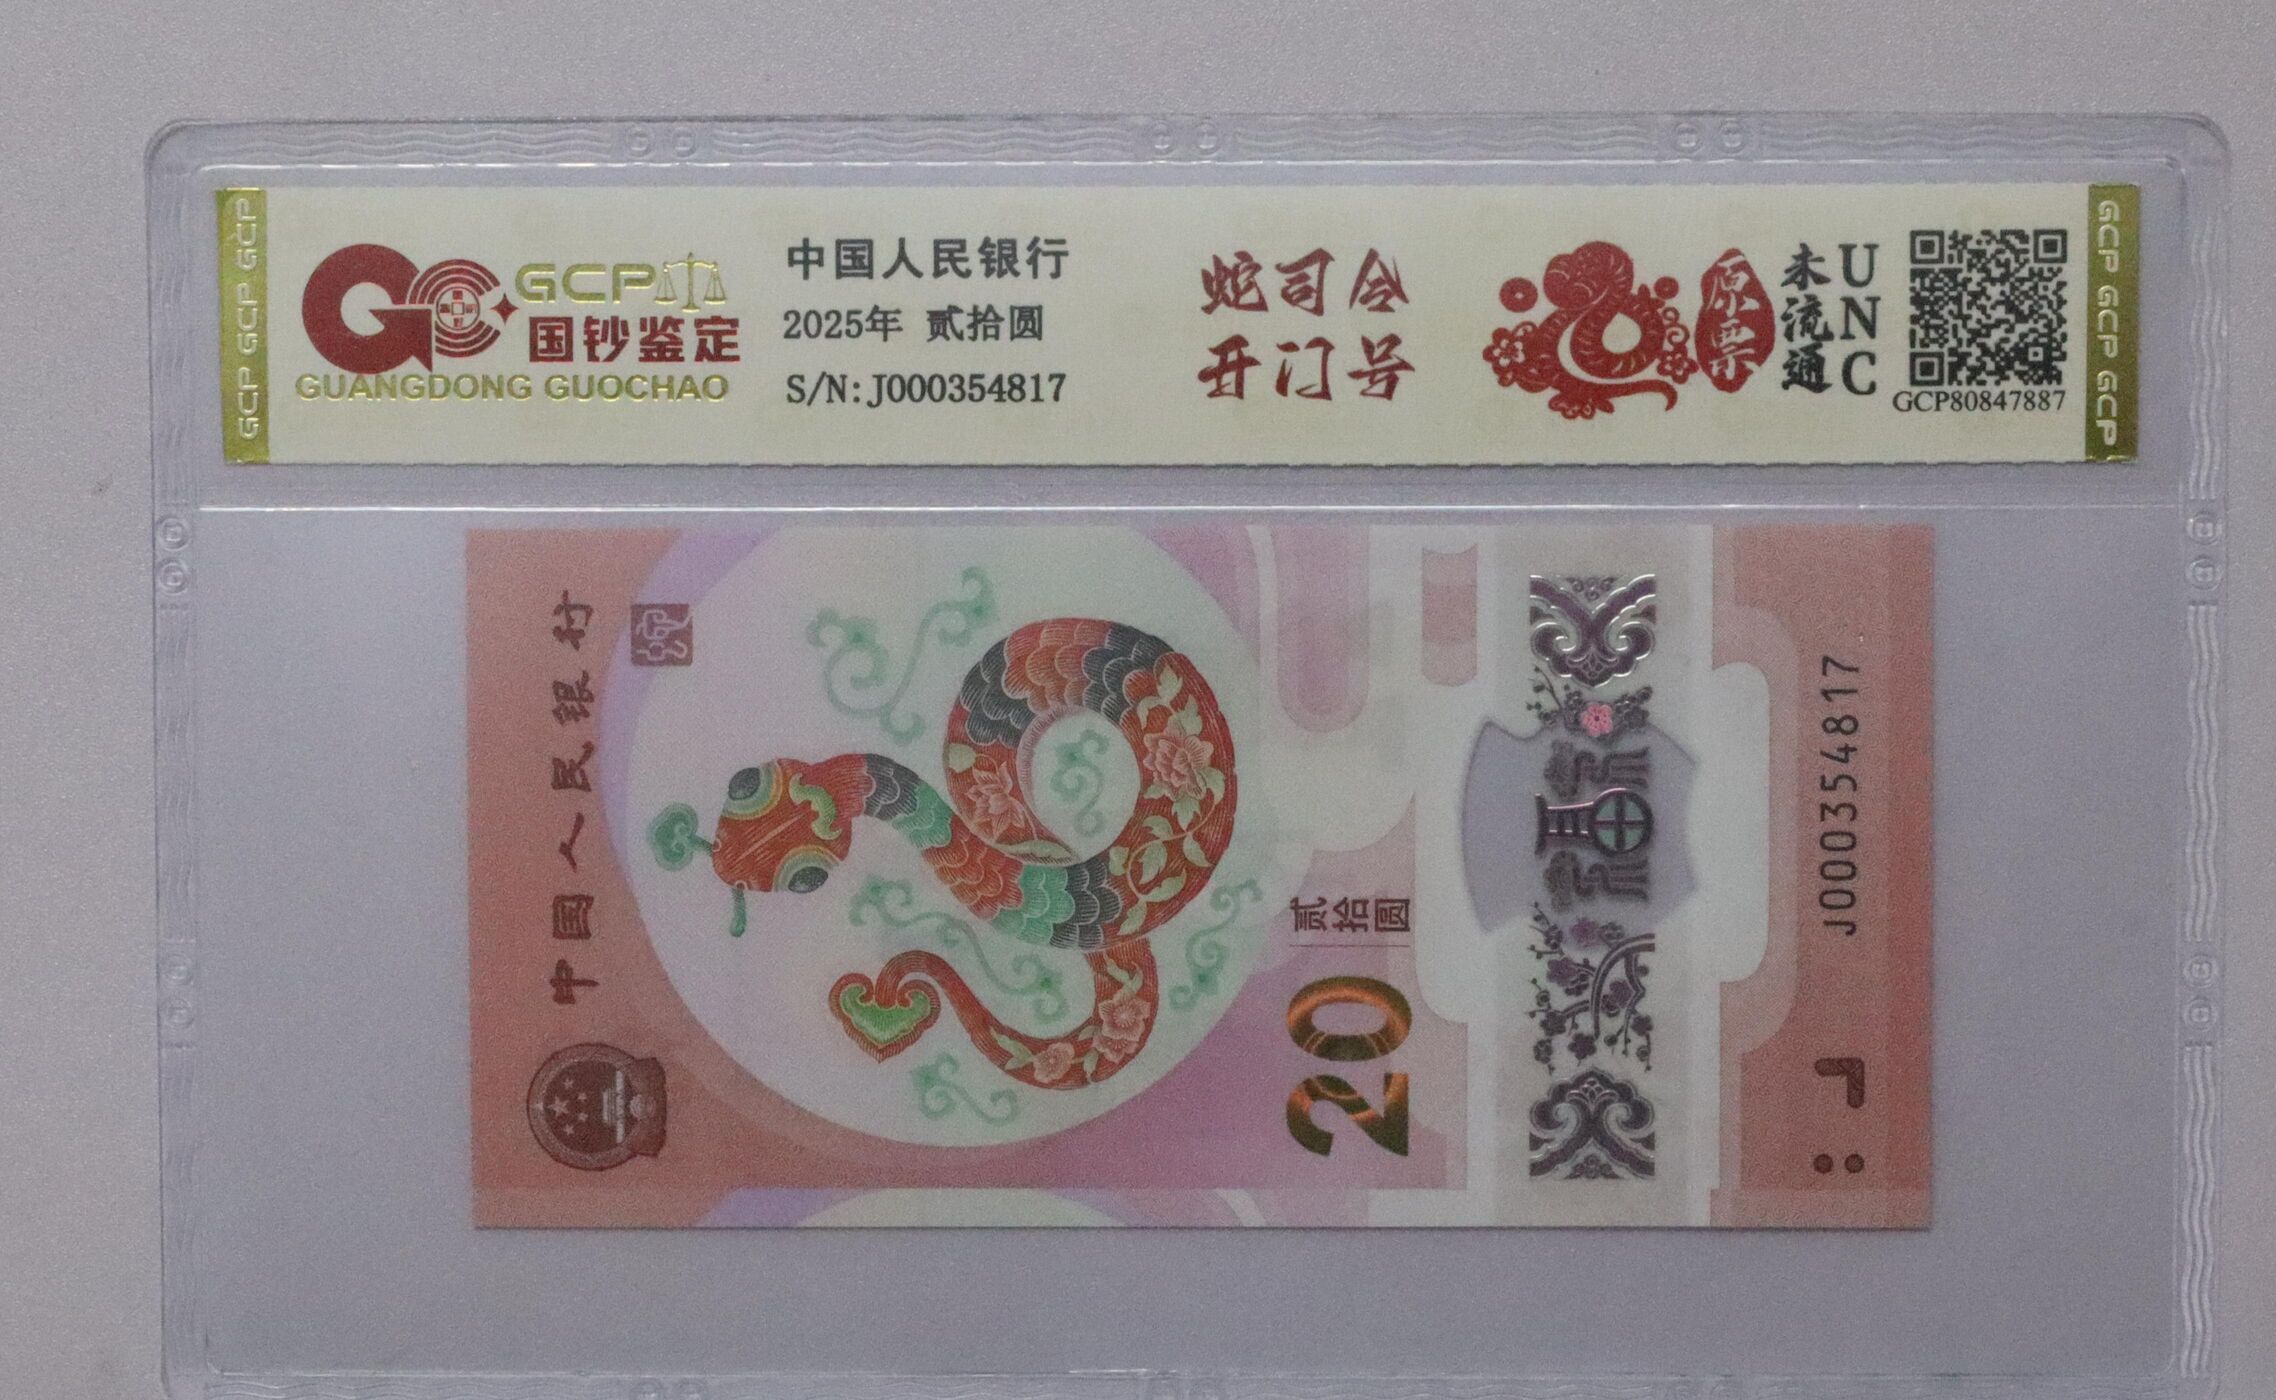 GCP GCP GCP
GCP
国钞鉴定
GUANGDONG GUOCHAO
中国人民银行
2025年 贰拾圆
S/N:J000354817
蛇司令
开门号
原票
未流通
UNC
GCP80847887
GCP GCP GCP
中国人民银行
20
贰拾圆
福
J000354817